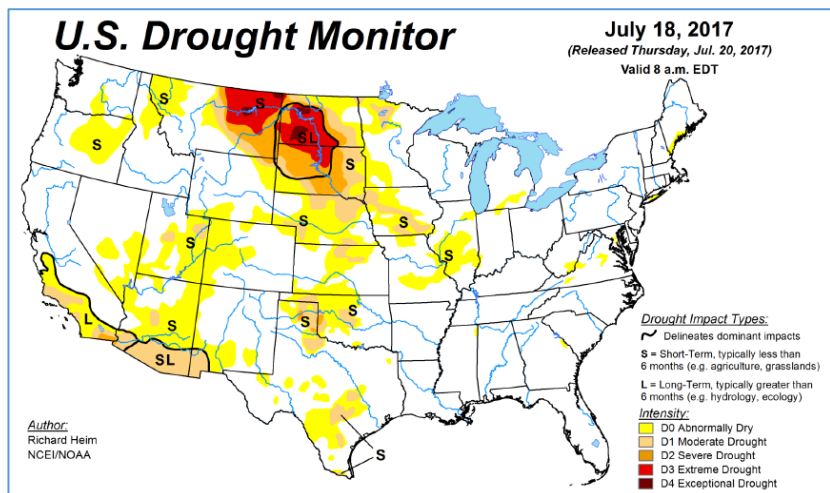 U.S. Drought Monitor
July 18, 2017
(Released Thursday, Jul. 20, 2017)
Valid 8 a.m. EDT
S
S
S
SL
S
S
S
S
S
L
S
S
S
SL
S
Drought Impact Types:
Delineates dominant impacts
S = Short-Term, typically less than
6 months (e.g. agriculture, grasslands)
L = Long-Term, typically greater than
6 months (e.g. hydrology, ecology)
Intensity:
D0 Abnormally Dry
D1 Moderate Drought
D2 Severe Drought
D3 Extreme Drought
D4 Exceptional Drought
Author:
Richard Heim
NCEI/NOAA